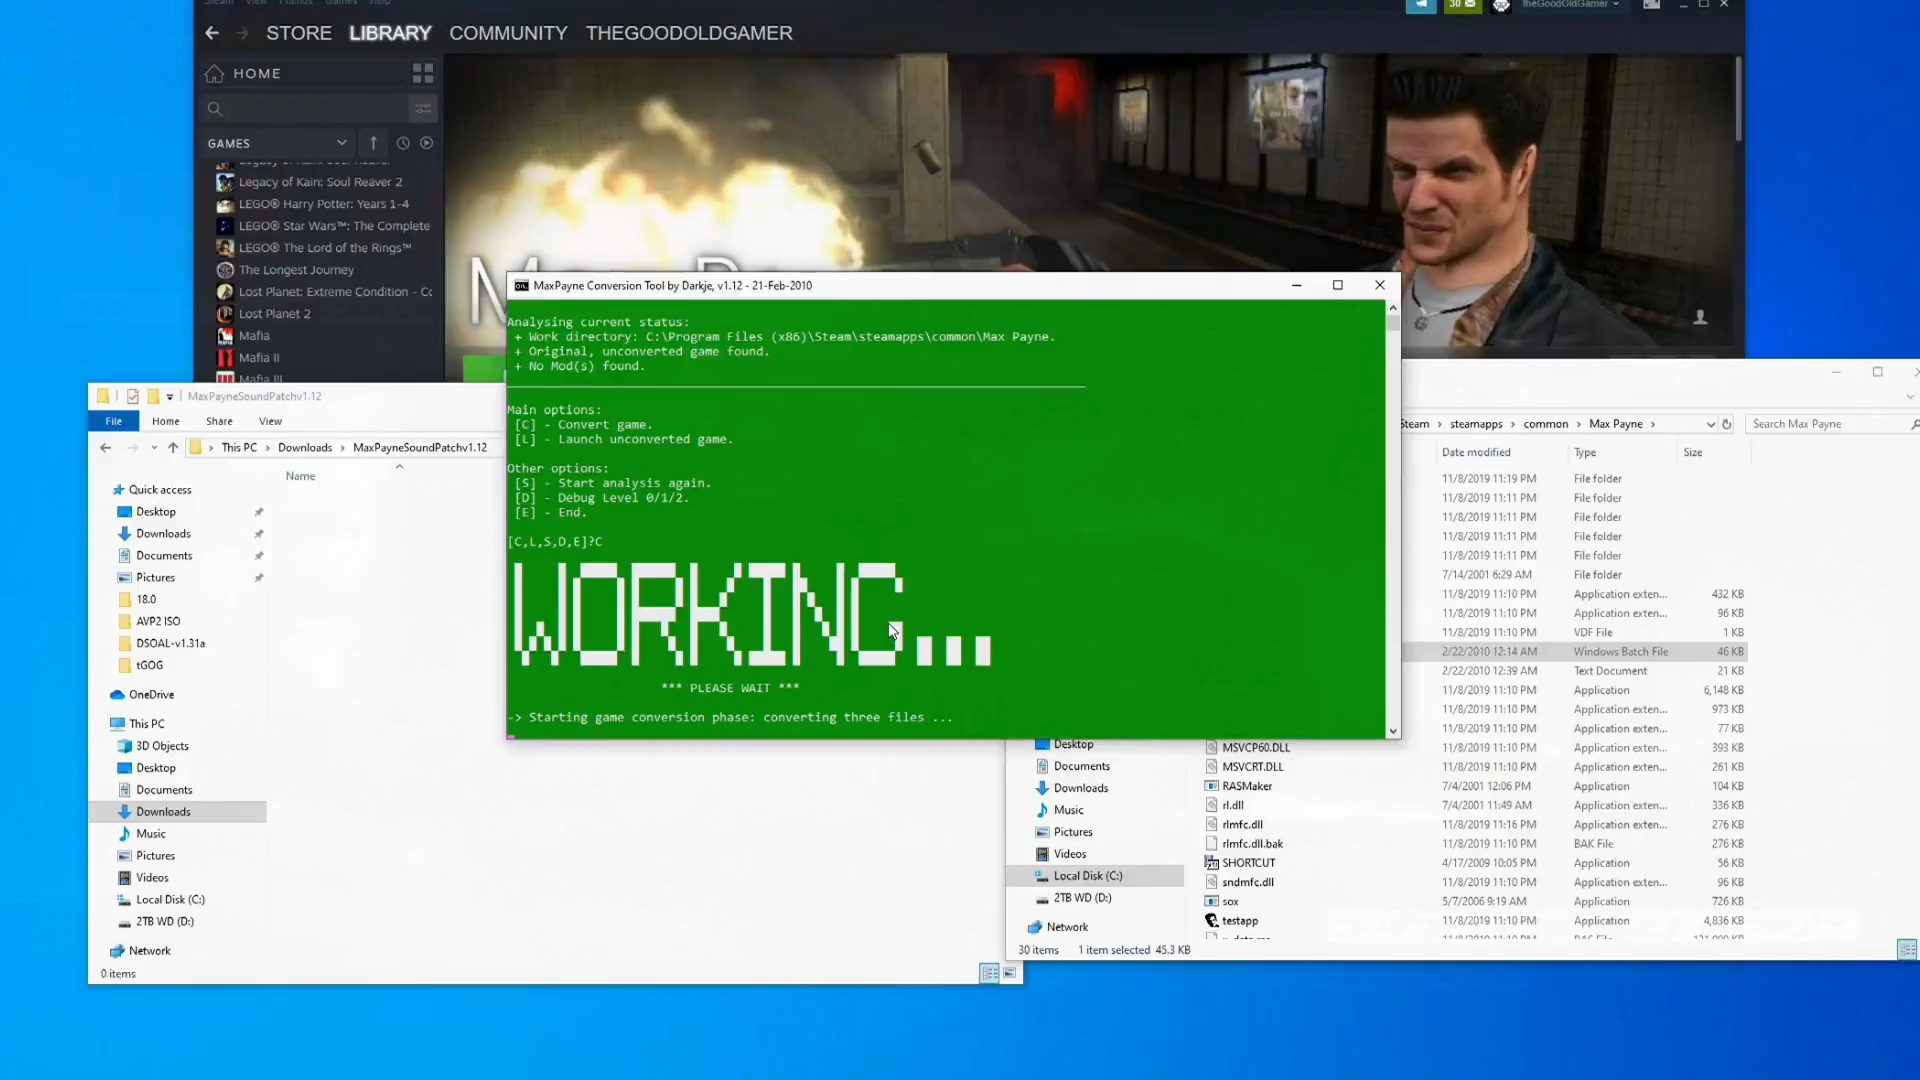 Steam View Friends Games Help
30
theGoodOldGamer
STORE LIBRARY COMMUNITY THEGOODOLDGAMER
HOME
GAMES
Legacy of Kain: Soul Reaver
Legacy of Kain: Soul Reaver 2
LEGO® Harry Potter: Years 1-4
LEGO® Star Wars™: The Complete
LEGO® The Lord of the Rings™
The Longest Journey
Lost Planet: Extreme Condition - Cc
Lost Planet 2
Mafia
Mafia II
Mafia III
MaxPayne Conversion Tool by Darkje, v1.12 - 21-Feb-2010
Analysing current status:
+ Work directory: C:\Program Files (x86)\Steam\steamapps\common\Max Payne.
+ Original, unconverted game found.
+ No Mod(s) found.
Main options:
[C] - Convert game.
[L] - Launch unconverted game.
Other options:
[S] - Start analysis again.
[D] - Debug Level 0/1/2.
[E] - End.
[C,L,S,D,E]?C
WORKING...
*** PLEASE WAIT ***
-> Starting game conversion phase: converting three files ...
MaxPayneSoundPatchv1.12
File Home Share View
This PC > Downloads > MaxPayneSoundPatchv1.12
Name
Quick access
Desktop
Downloads
Documents
Pictures
18.0
AVP2 ISO
DSOAL-v1.31a
tGOG
OneDrive
This PC
3D Objects
Desktop
Documents
Downloads
Music
Pictures
Videos
Local Disk (C:)
2TB WD (D:)
Network
0 items
Steam > steamapps > common > Max Payne >
Search Max Payne
Date modified Type Size
11/8/2019 11:19 PM File folder
11/8/2019 11:11 PM File folder
11/8/2019 11:11 PM File folder
11/8/2019 11:11 PM File folder
11/8/2019 11:11 PM File folder
7/14/2001 6:29 AM File folder
11/8/2019 11:10 PM Application exten... 432 KB
11/8/2019 11:10 PM Application exten... 96 KB
11/8/2019 11:10 PM VDF File 1 KB
2/22/2010 12:14 AM Windows Batch File 46 KB
2/22/2010 12:39 AM Text Document 21 KB
11/8/2019 11:10 PM Application 6,148 KB
11/8/2019 11:10 PM Application 973 KB
11/8/2019 11:10 PM Application 77 KB
MSVCP60.DLL 11/8/2019 11:10 PM Application exten... 393 KB
MSVCRT.DLL 11/8/2019 11:10 PM Application exten... 261 KB
RASMaker 7/4/2001 12:06 PM Application 104 KB
rl.dll 7/4/2001 11:49 AM Application exten... 336 KB
rlmfc.dll 11/8/2019 11:16 PM Application exten... 276 KB
rlmfc.dll.bak 11/8/2019 11:10 PM BAK File 276 KB
SHORTCUT 4/17/2009 10:05 PM Application 56 KB
sndmfc.dll 11/8/2019 11:10 PM Application exten... 96 KB
sox 5/7/2006 9:19 AM Application 726 KB
testapp 11/8/2019 11:10 PM Application 4,836 KB
Desktop
Documents
Downloads
Music
Pictures
Videos
Local Disk (C:)
2TB WD (D:)
Network
30 items 1 item selected 45.3 KB